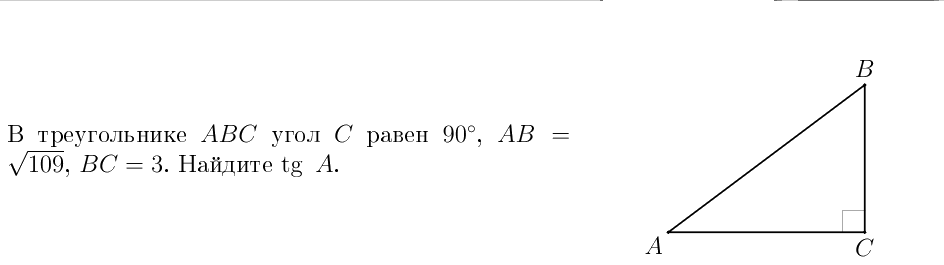 В треугольнике ABC угол C равен 90°, AB =
√109, BC = 3. Найдите tg A.
B
A
C